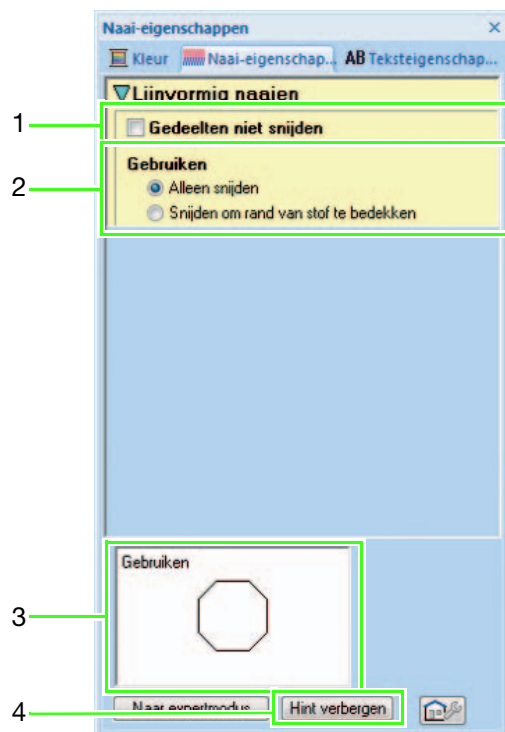 Naai-eigenschappen
Kleur Naai-eigenschap... AB Teksteigenschap...
Lijnvormig naaien
1
Gedeelten niet snijden
2
Gebruiken
Alleen snijden
Snijden om rand van stof te bedekken
3
Gebruiken
4
Naar expertmodus Hint verbergen